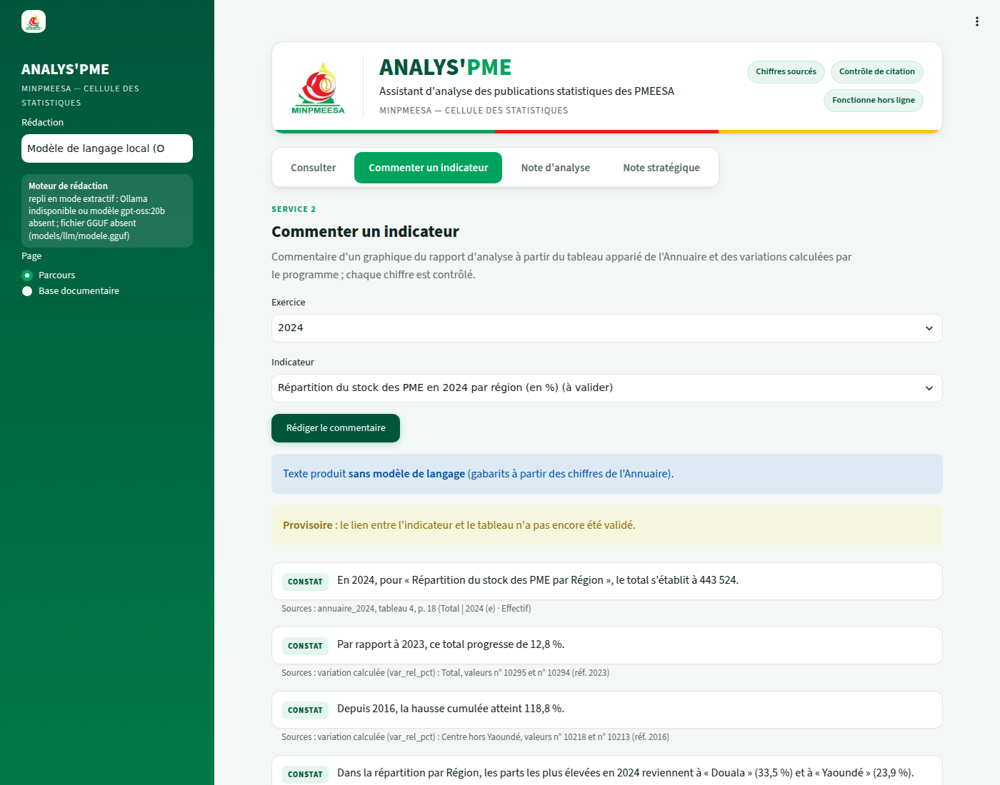 ANALYS'PME
MINPMEESA — CELLULE DES
STATISTIQUES
Rédaction
Modèle de langage local (O
Moteur de rédaction
repli en mode extractif : Ollama
indisponible ou modèle gpt-oss:20b
absent ; fichier GGUF absent
(models/llm/modele.gguf)
Page
Parcours
Base documentaire
MINPMEESA
ANALYS'PME
Assistant d'analyse des publications statistiques des PMEESA
MINPMEESA — CELLULE DES STATISTIQUES
Chiffres sourcés
Contrôle de citation
Fonctionne hors ligne
Consulter
Commenter un indicateur
Note d'analyse
Note stratégique
SERVICE 2
Commenter un indicateur
Commentaire d'un graphique du rapport d'analyse à partir du tableau apparié de l'Annuaire et des variations calculées par
le programme ; chaque chiffre est contrôlé.
Exercice
2024
Indicateur
Répartition du stock des PME en 2024 par région (en %) (à valider)
Rédiger le commentaire
Texte produit sans modèle de langage (gabarits à partir des chiffres de l'Annuaire).
Provisoire : le lien entre l'indicateur et le tableau n'a pas encore été validé.
CONSTAT En 2024, pour « Répartition du stock des PME par Région », le total s'établit à 443 524.
Sources : annuaire_2024, tableau 4, p. 18 (Total | 2024 (e) · Effectif)
CONSTAT Par rapport à 2023, ce total progresse de 12,8 %.
Sources : variation calculée (var_rel_pct) : Total, valeurs n° 10295 et n° 10294 (réf. 2023)
CONSTAT Depuis 2016, la hausse cumulée atteint 118,8 %.
Sources : variation calculée (var_rel_pct) : Centre hors Yaoundé, valeurs n° 10218 et n° 10213 (réf. 2016)
CONSTAT Dans la répartition par Région, les parts les plus élevées en 2024 reviennent à « Douala » (33,5 %) et à « Yaoundé » (23,9 %).